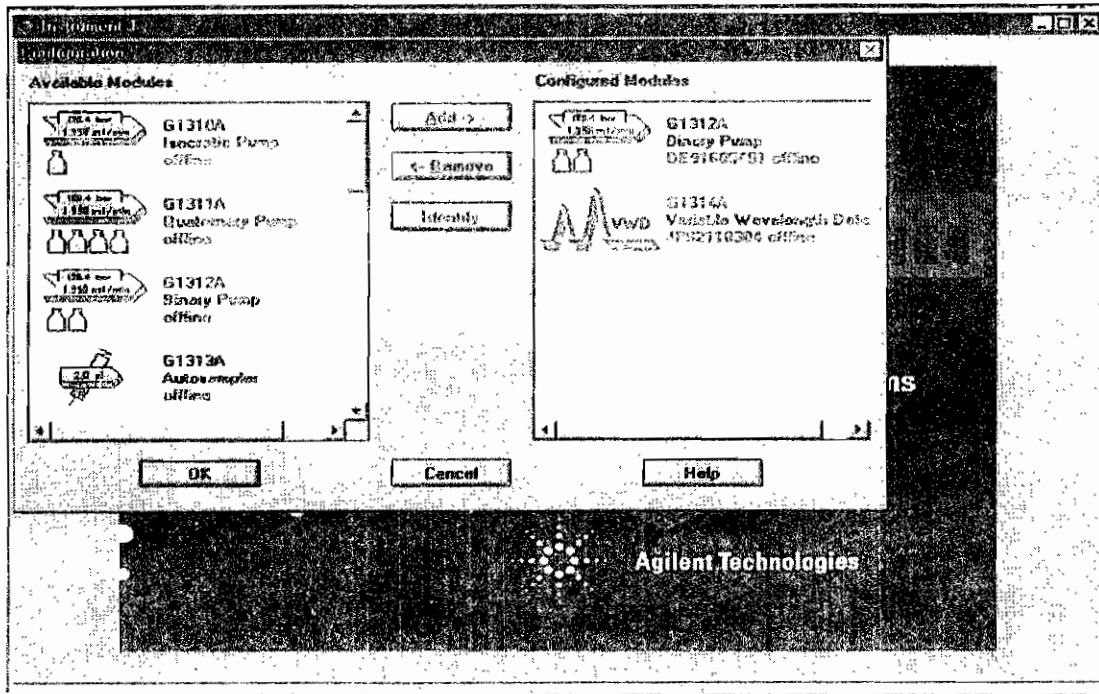 Instrument 1
Available Modules
Configured Modules
G1310A
Isocratic Pump
offline
G1311A
Quaternary Pump
offline
G1312A
Binary Pump
offline
G1313A
Autosampler
offline
Add ->
<- Remove
Identify
G1312A
Binary Pump
offline
G1314A
VWD
Variable Wavelength Dete
offline
OK
Cancel
Help
ms
Agilent Technologies